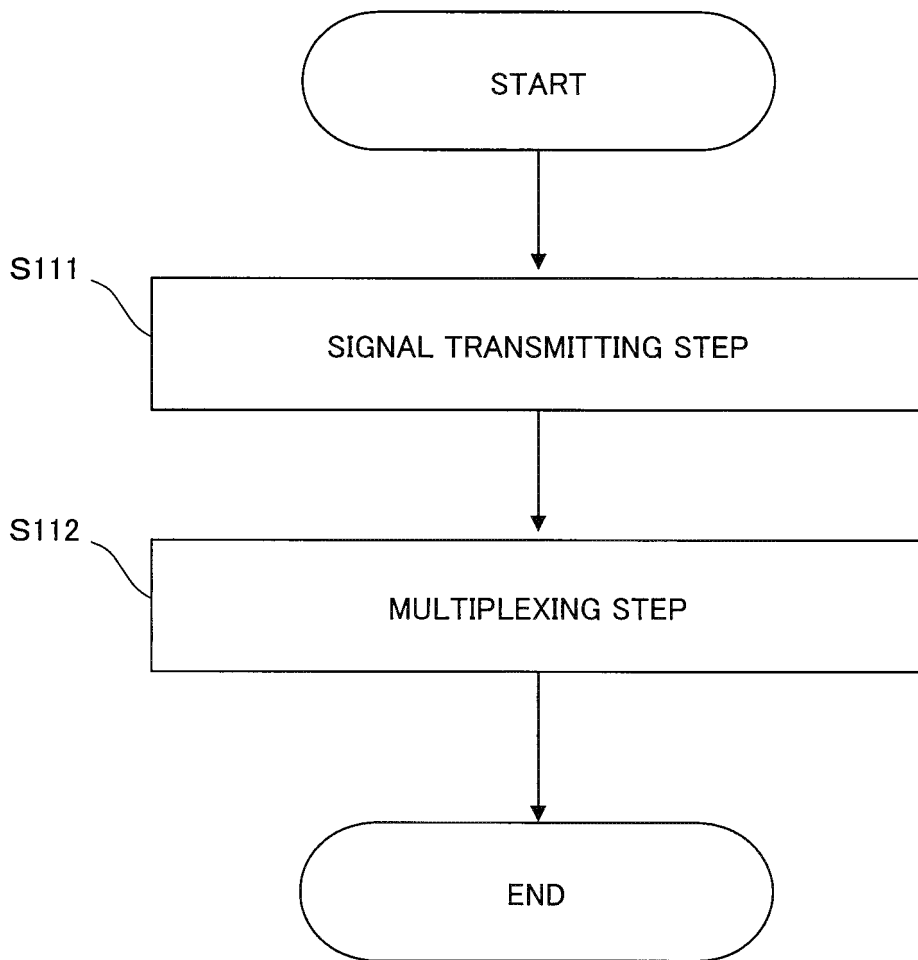 START
S111
SIGNAL TRANSMITTING STEP
S112
MULTIPLEXING STEP
END